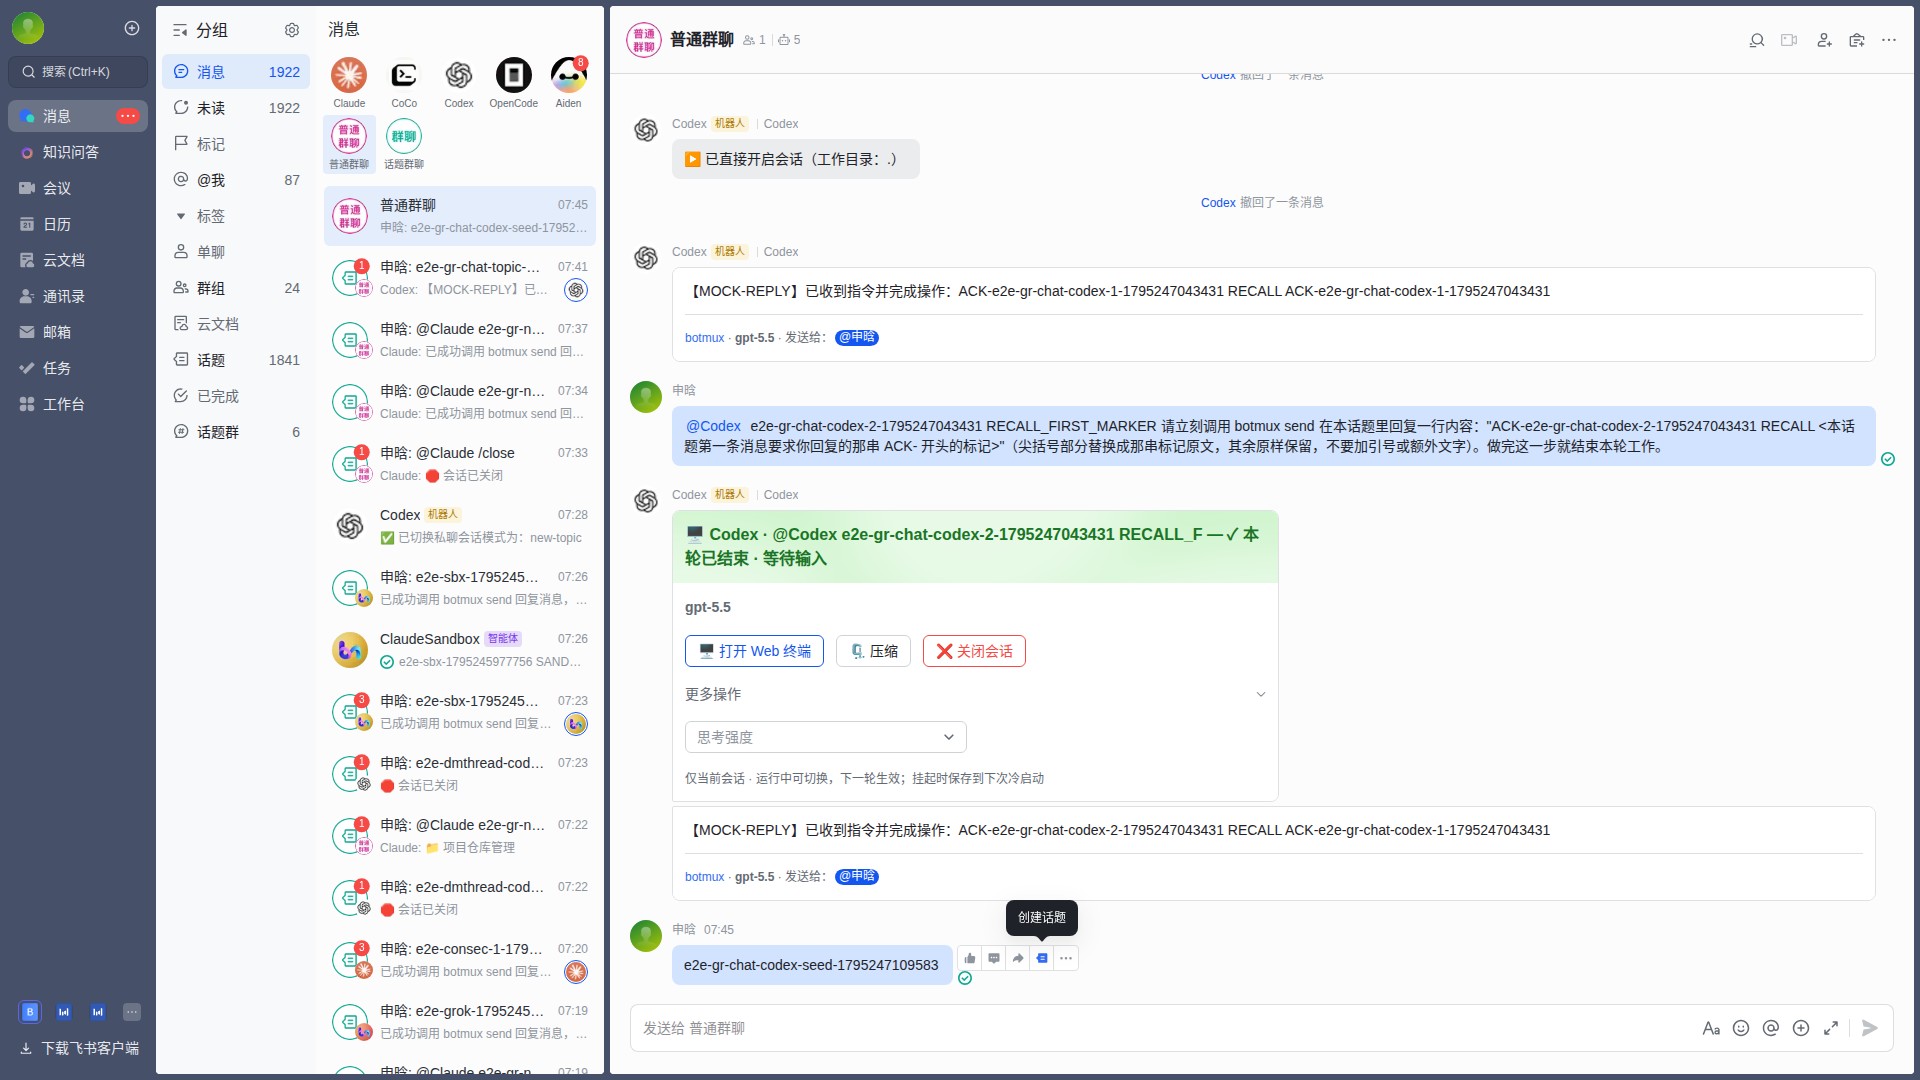 搜索 (Ctrl+K)
消息
知识问答
会议
日历
云文档
通讯录
邮箱
任务
工作台
下载飞书客户端
分组
消息 1922
未读 1922
标记
@我 87
标签
单聊
群组 24
云文档
话题 1841
已完成
话题群 6
消息
8
Claude CoCo Codex OpenCode Aiden
普通群聊 话题群聊
普通群聊 07:45
申晗: e2e-gr-chat-codex-seed-17952...
1
申晗: e2e-gr-chat-topic-... 07:41
Codex: 【MOCK-REPLY】已...
申晗: @Claude e2e-gr-n... 07:37
Claude: 已成功调用 botmux send 回...
申晗: @Claude e2e-gr-n... 07:34
Claude: 已成功调用 botmux send 回...
1
申晗: @Claude /close 07:33
Claude: 🛑 会话已关闭
Codex 机器人 07:28
✅ 已切换私聊会话模式为：new-topic
申晗: e2e-sbx-1795245... 07:26
已成功调用 botmux send 回复消息，...
ClaudeSandbox 智能体 07:26
e2e-sbx-1795245977756 SAND...
3
申晗: e2e-sbx-1795245... 07:23
已成功调用 botmux send 回复...
1
申晗: e2e-dmthread-cod... 07:23
🛑 会话已关闭
1
申晗: @Claude e2e-gr-n... 07:22
Claude: 📁 项目仓库管理
1
申晗: e2e-dmthread-cod... 07:22
🛑 会话已关闭
3
申晗: e2e-consec-1-179... 07:20
已成功调用 botmux send 回复...
申晗: e2e-grok-1795245... 07:19
已成功调用 botmux send 回复消息，...
申晗: @Claude e2e-gr-n... 07:19
普通群聊
普通群聊 1 5
Codex 撤回了一条消息
Codex 机器人 Codex
▶️ 已直接开启会话（工作目录：.）
Codex 撤回了一条消息
Codex 机器人 Codex
【MOCK-REPLY】已收到指令并完成操作：ACK-e2e-gr-chat-codex-1-1795247043431 RECALL ACK-e2e-gr-chat-codex-1-1795247043431
botmux · gpt-5.5 · 发送给： @申晗
申晗
@Codex e2e-gr-chat-codex-2-1795247043431 RECALL_FIRST_MARKER 请立刻调用 botmux send 在本话题里回复一行内容："ACK-e2e-gr-chat-codex-2-1795247043431 RECALL <本话
题第一条消息要求你回复的那串 ACK- 开头的标记>"（尖括号部分替换成那串标记原文，其余原样保留，不要加引号或额外文字）。做完这一步就结束本轮工作。
Codex 机器人 Codex
🖥️ Codex · @Codex e2e-gr-chat-codex-2-1795247043431 RECALL_F — ✓ 本
轮已结束 · 等待输入
gpt-5.5
🖥️ 打开 Web 终端 🗜️ 压缩 ❌ 关闭会话
更多操作
思考强度
仅当前会话 · 运行中可切换，下一轮生效；挂起时保存到下次冷启动
【MOCK-REPLY】已收到指令并完成操作：ACK-e2e-gr-chat-codex-2-1795247043431 RECALL ACK-e2e-gr-chat-codex-1-1795247043431
botmux · gpt-5.5 · 发送给： @申晗
创建话题
申晗 07:45
e2e-gr-chat-codex-seed-1795247109583
发送给 普通群聊